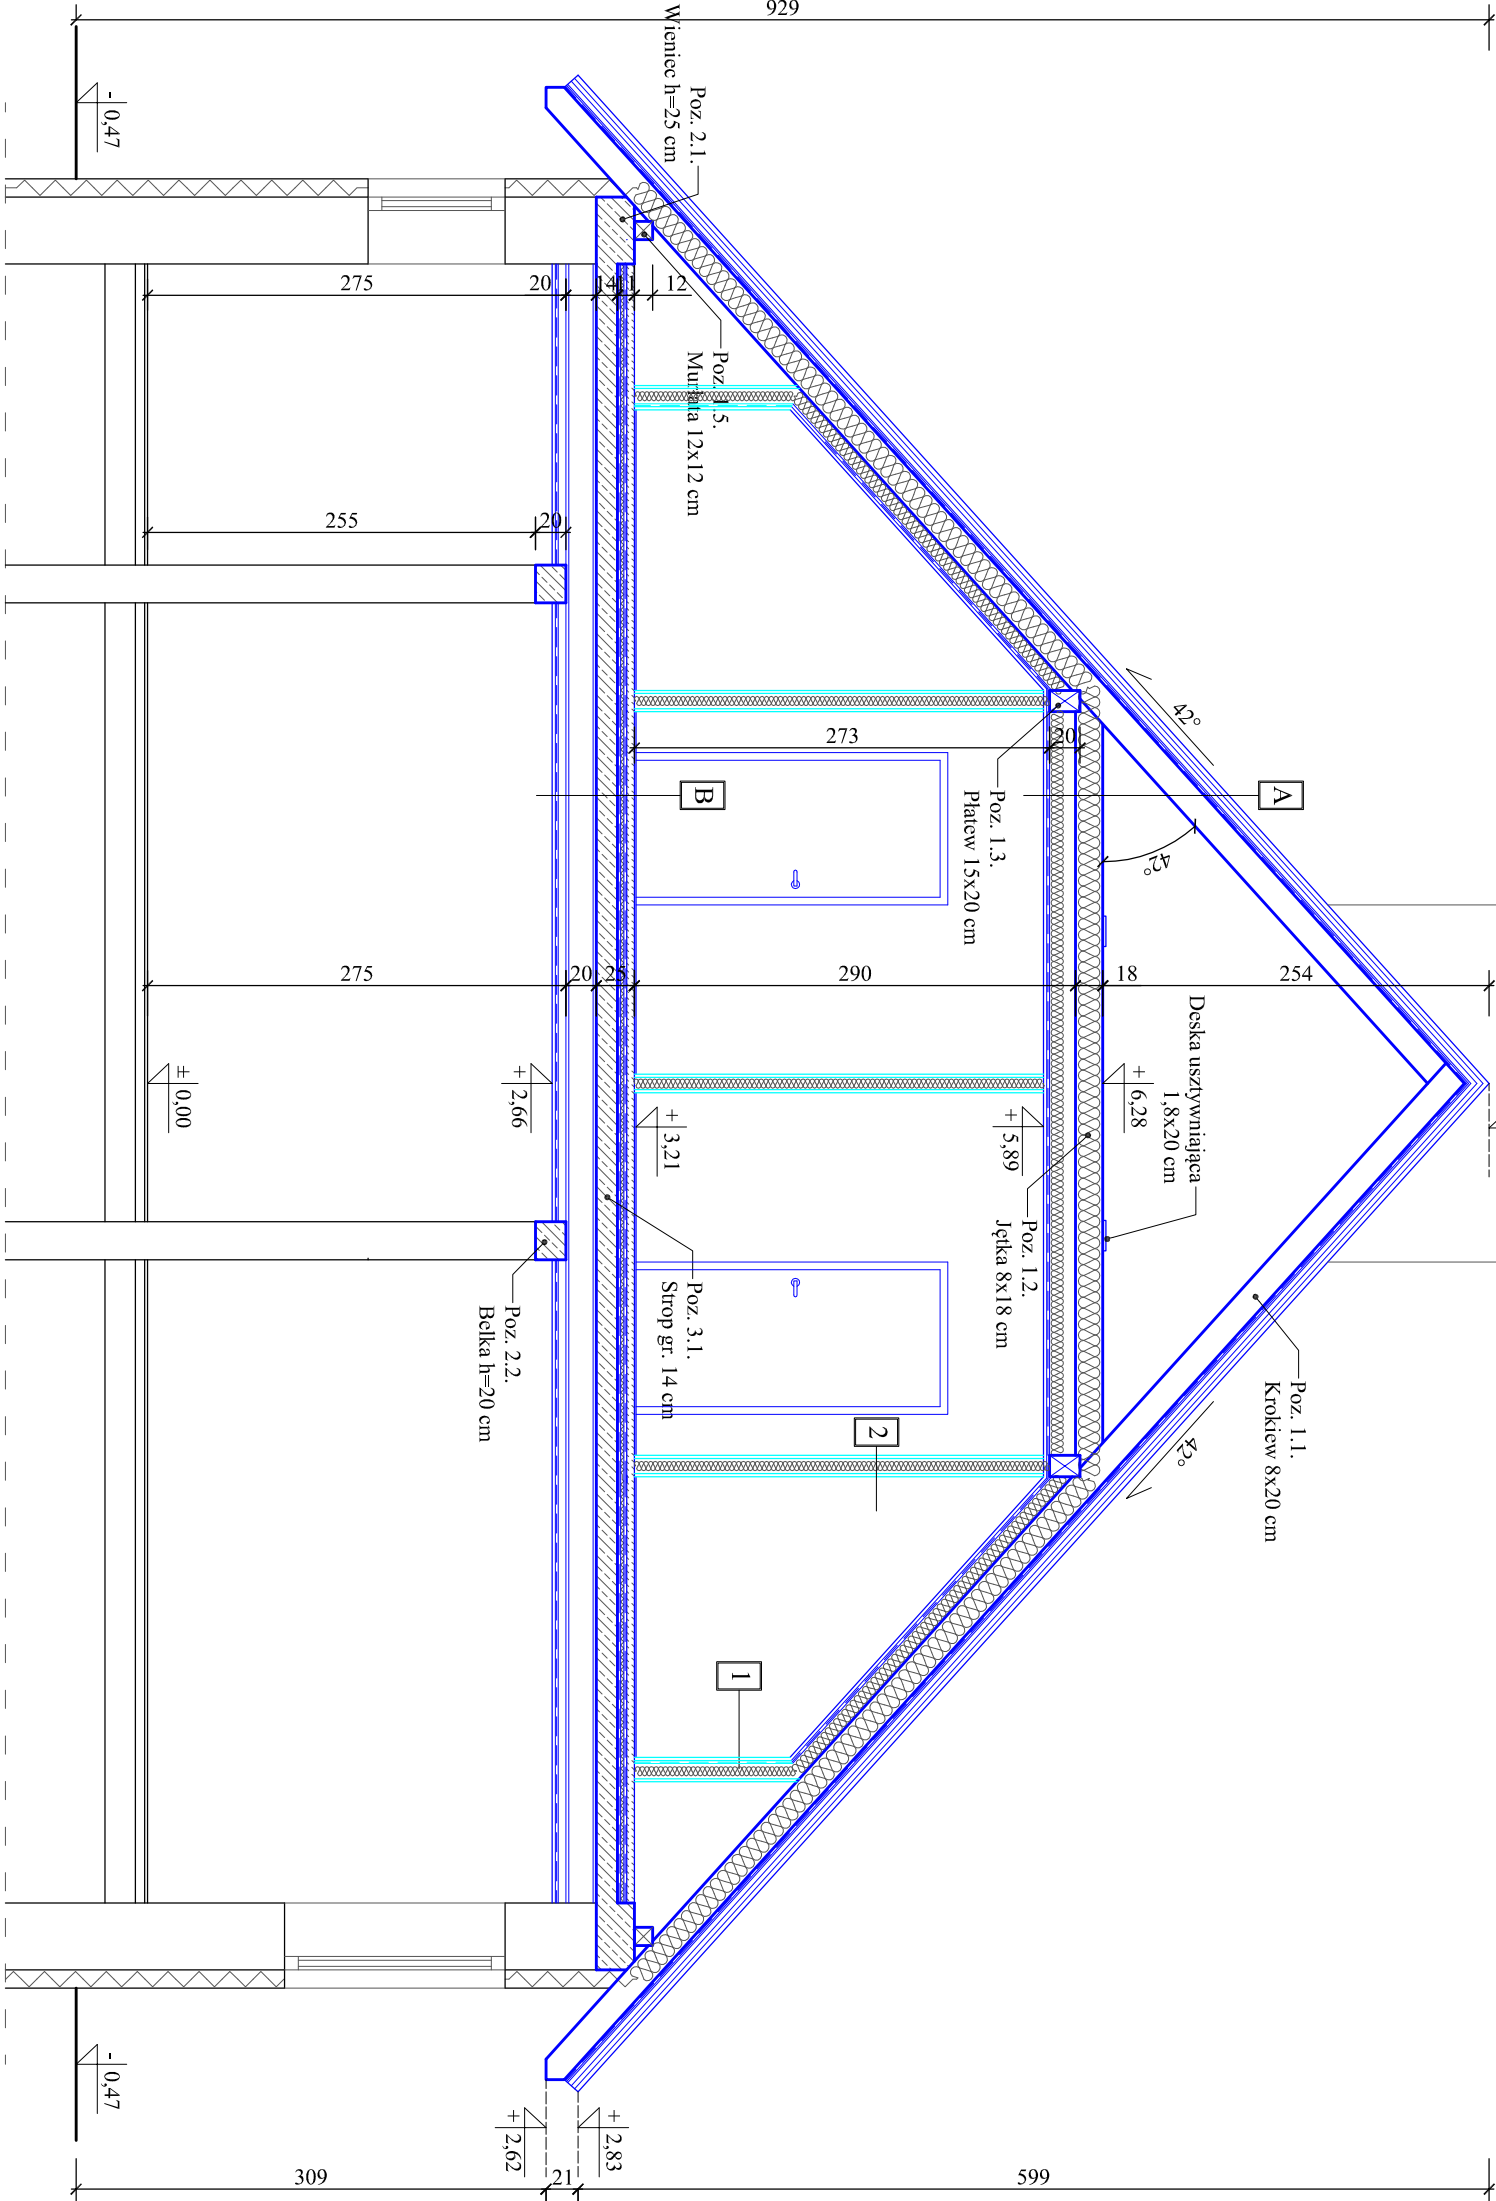 929
- 0,47
Poz. 2.1.
Wieniec h=25 cm
275
20
14
11
12
Poz. 1.5.
Murłata 12x12 cm
255
20
42°
273
20
B
A
Poz. 1.3.
Płatew 15x20 cm
42°
275
20
25
290
18
254
Deska usztywniająca
1,8x20 cm
± 0,00
+ 2,66
+ 3,21
+ 5,89
+ 6,28
Poz. 1.2.
Jętka 8x18 cm
Poz. 3.1.
Strop gr. 14 cm
Poz. 2.2.
Belka h=20 cm
Poz. 1.1.
Krokiew 8x20 cm
2
42°
1
- 0,47
+ 2,62
+ 2,83
309
21
599